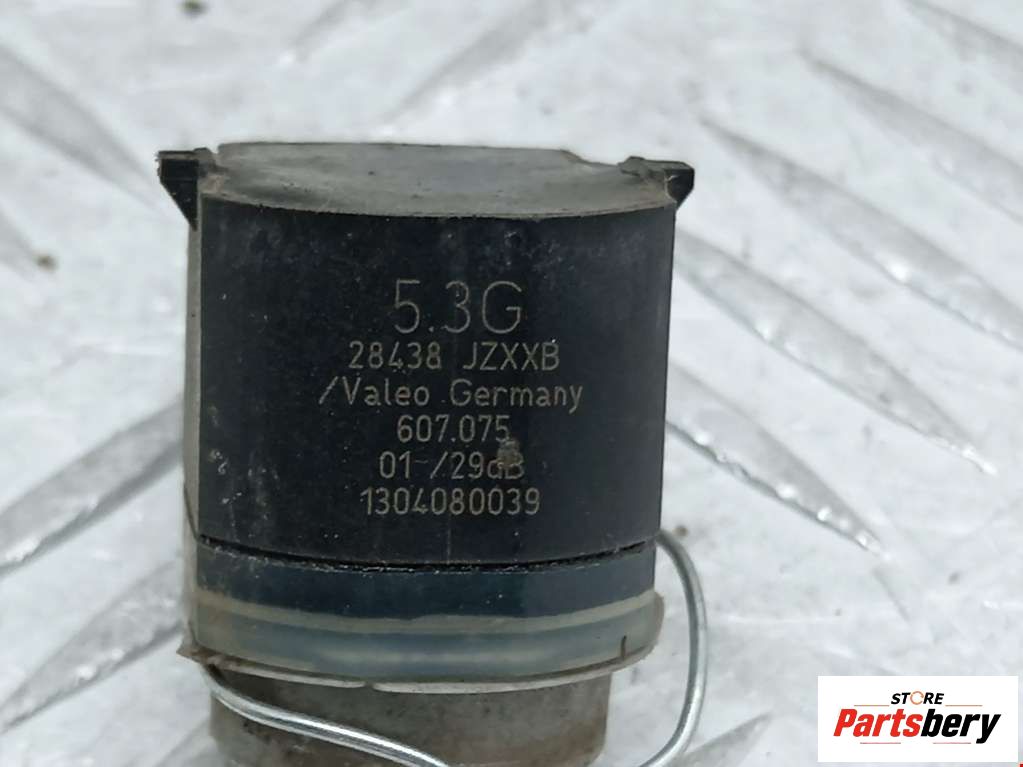 5.3G
28438 JZXXB
/Valeo Germany
607.075
01-/29dB
1304080039
STORE
Partsbery